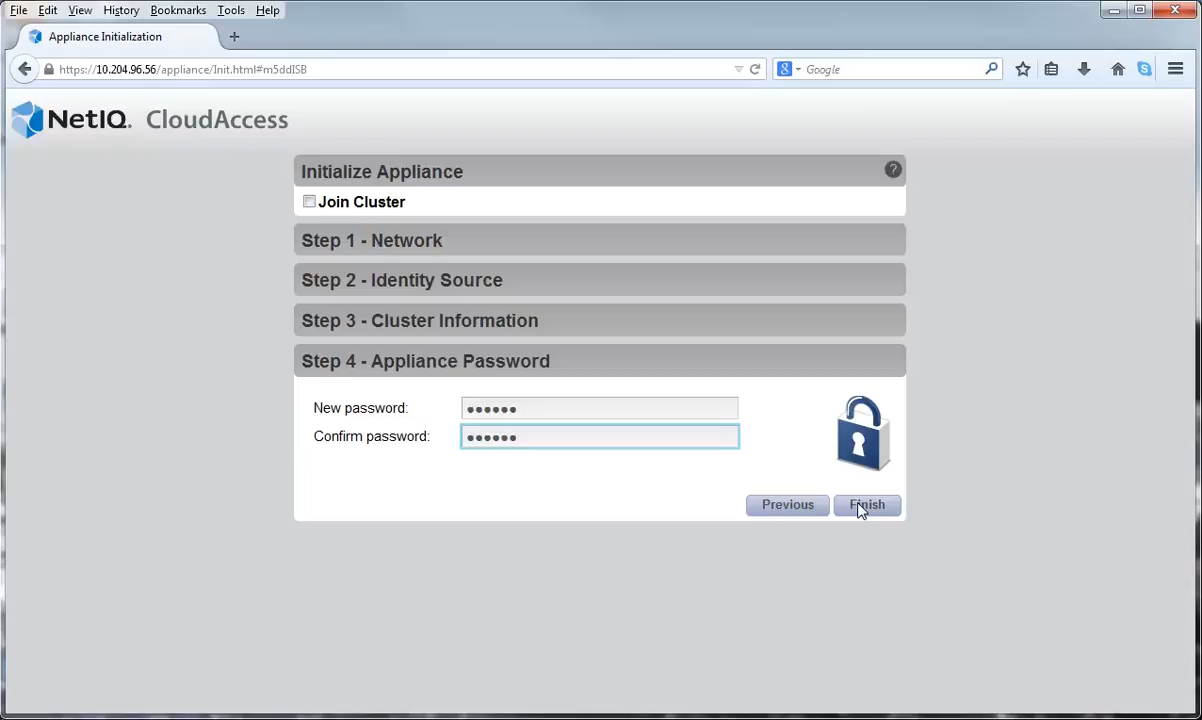 File Edit View History Bookmarks Tools Help
Appliance Initialization
https://10.204.96.56/appliance/Init.html#m5ddISB
Google
NetIQ. CloudAccess
Initialize Appliance
Join Cluster
Step 1 - Network
Step 2 - Identity Source
Step 3 - Cluster Information
Step 4 - Appliance Password
New password: ●●●●●●
Confirm password: ●●●●●●
Previous Finish